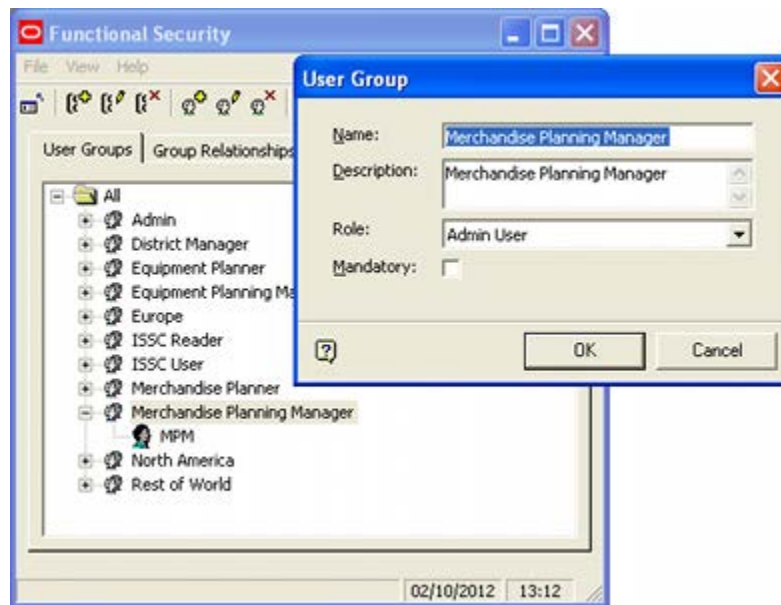 Functional Security
File View Help
User Groups
Group Relationships
All
Admin
District Manager
Equipment Planner
Equipment Planning Ma
Europe
ISSC Reader
ISSC User
Merchandise Planner
Merchandise Planning Manager
MPM
North America
Rest of World
02/10/2012 13:12
User Group
Name: Merchandise Planning Manager
Description: Merchandise Planning Manager
Role: Admin User
Mandatory:
OK Cancel